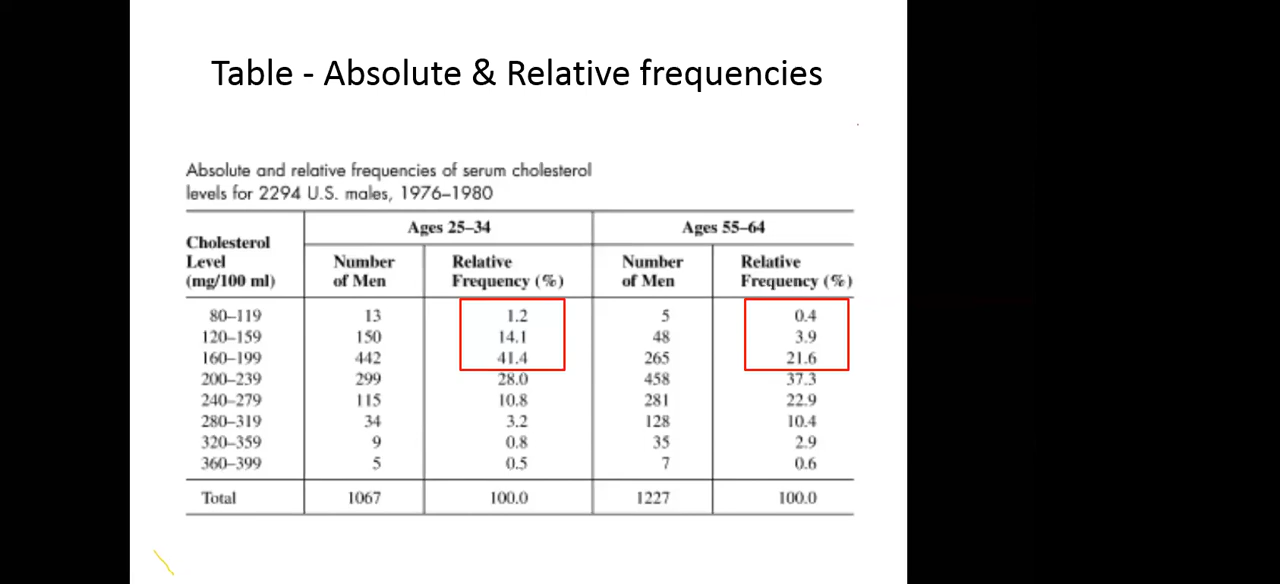 Table - Absolute & Relative frequencies
Absolute and relative frequencies of serum cholesterol
levels for 2294 U.S. males, 1976–1980
Ages 25–34 Ages 55–64
Cholesterol
Level Number Relative Number Relative
(mg/100 ml) of Men Frequency (%) of Men Frequency (%)
80–119 13 1.2 5 0.4
120–159 150 14.1 48 3.9
160–199 442 41.4 265 21.6
200–239 299 28.0 458 37.3
240–279 115 10.8 281 22.9
280–319 34 3.2 128 10.4
320–359 9 0.8 35 2.9
360–399 5 0.5 7 0.6
Total 1067 100.0 1227 100.0